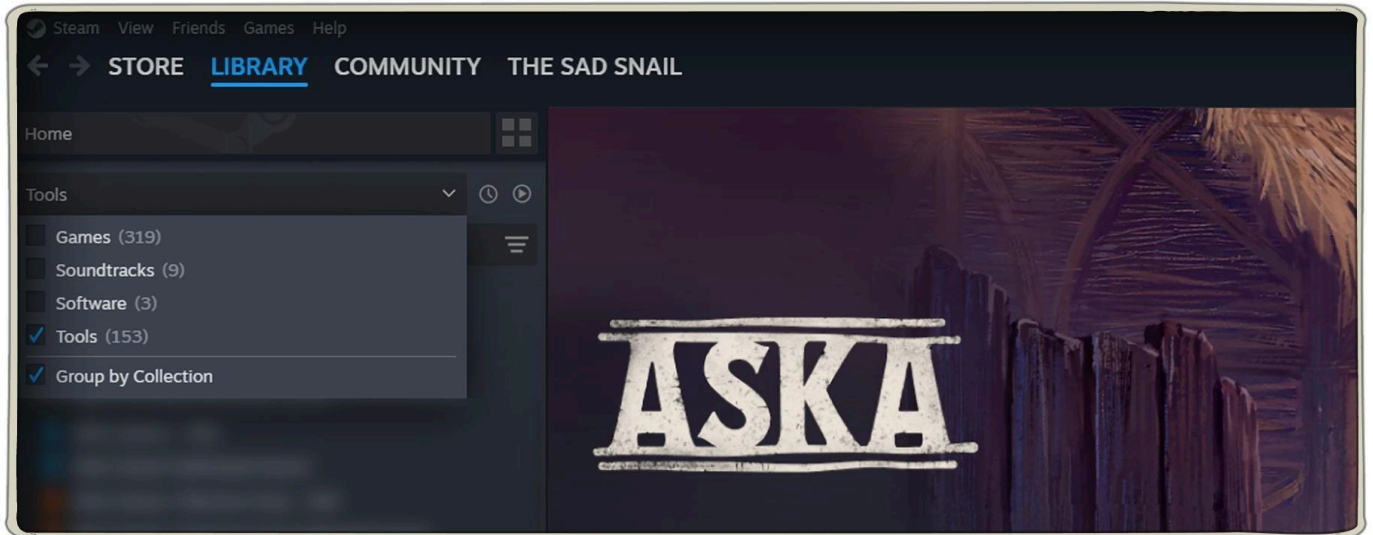 Steam View Friends Games Help
STORE LIBRARY COMMUNITY THE SAD SNAIL
Home
Tools
Games (319)
Soundtracks (9)
Software (3)
Tools (153)
Group by Collection
ASKA